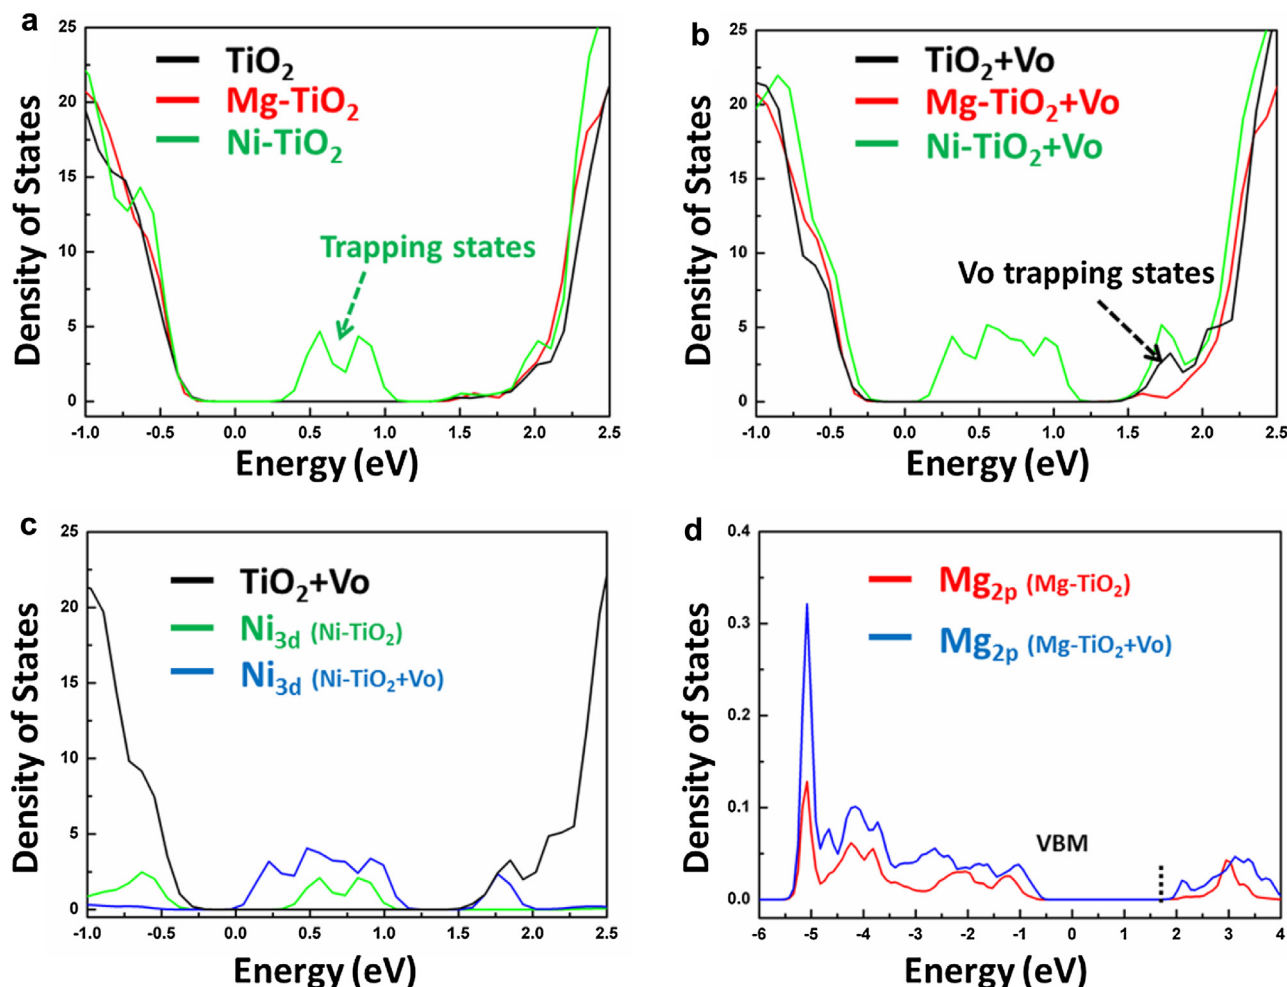 a
25
20
15
10
5
0
Density of States
TiO2
Mg-TiO2
Ni-TiO2
Trapping states
-1.0 -0.5 0.0 0.5 1.0 1.5 2.0 2.5
Energy (eV)
b
25
20
15
10
5
0
Density of States
TiO2+Vo
Mg-TiO2+Vo
Ni-TiO2+Vo
Vo trapping states
-1.0 -0.5 0.0 0.5 1.0 1.5 2.0 2.5
Energy (eV)
c
25
20
15
10
5
0
Density of States
TiO2+Vo
Ni3d (Ni-TiO2)
Ni3d (Ni-TiO2+Vo)
-1.0 -0.5 0.0 0.5 1.0 1.5 2.0 2.5
Energy (eV)
d
0.4
0.3
0.2
0.1
0.0
Density of States
Mg2p (Mg-TiO2)
Mg2p (Mg-TiO2+Vo)
VBM
-6 -5 -4 -3 -2 -1 0 1 2 3 4
Energy (eV)